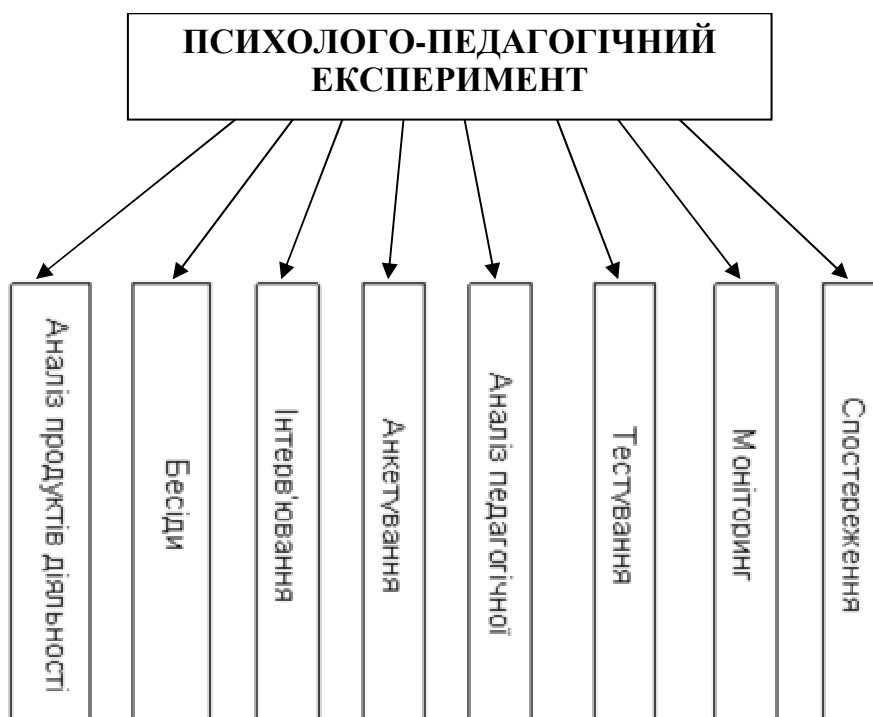 ПСИХОЛОГО-ПЕДАГОГІЧНИЙ
ЕКСПЕРИМЕНТ
Аналіз продуктів діяльності
Бесіди
Інтерв'ювання
Анкетування
Аналіз педагогічної
Тестування
Моніторинг
Спостереження